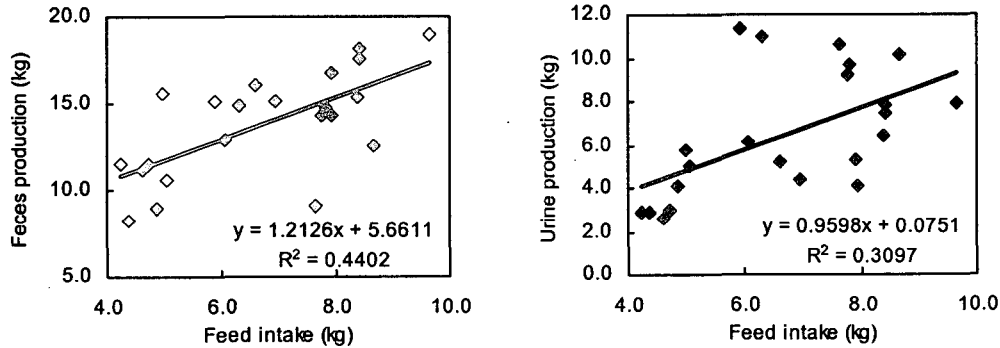 20.0
15.0
10.0
5.0
Feces production (kg)
y = 1.2126x + 5.6611
R² = 0.4402
4.0 6.0 8.0 10.0
Feed intake (kg)
12.0
10.0
8.0
6.0
4.0
2.0
0.0
Urine production (kg)
y = 0.9598x + 0.0751
R² = 0.3097
4.0 6.0 8.0 10.0
Feed intake (kg)